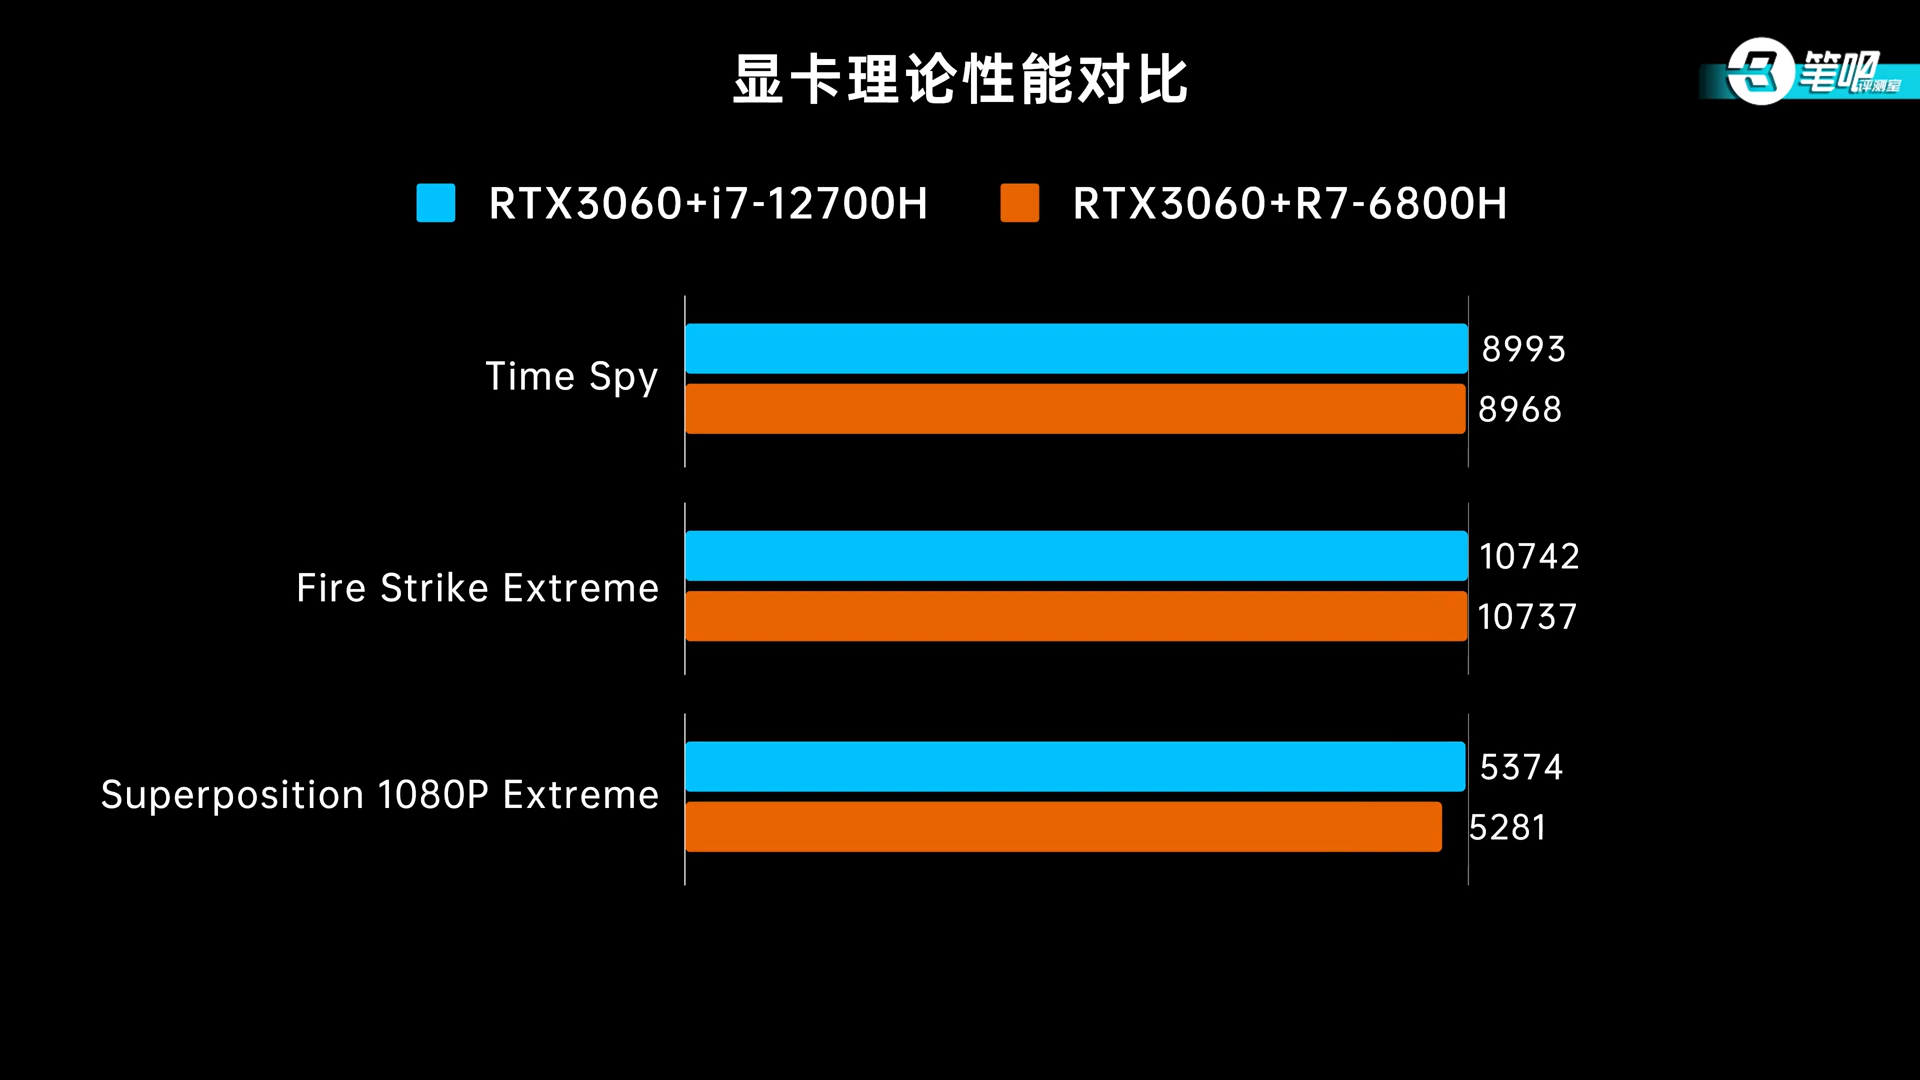 显卡理论性能对比
笔吧
评测室
RTX3060+i7-12700H
RTX3060+R7-6800H
Time Spy
8993
8968
Fire Strike Extreme
10742
10737
Superposition 1080P Extreme
5374
5281